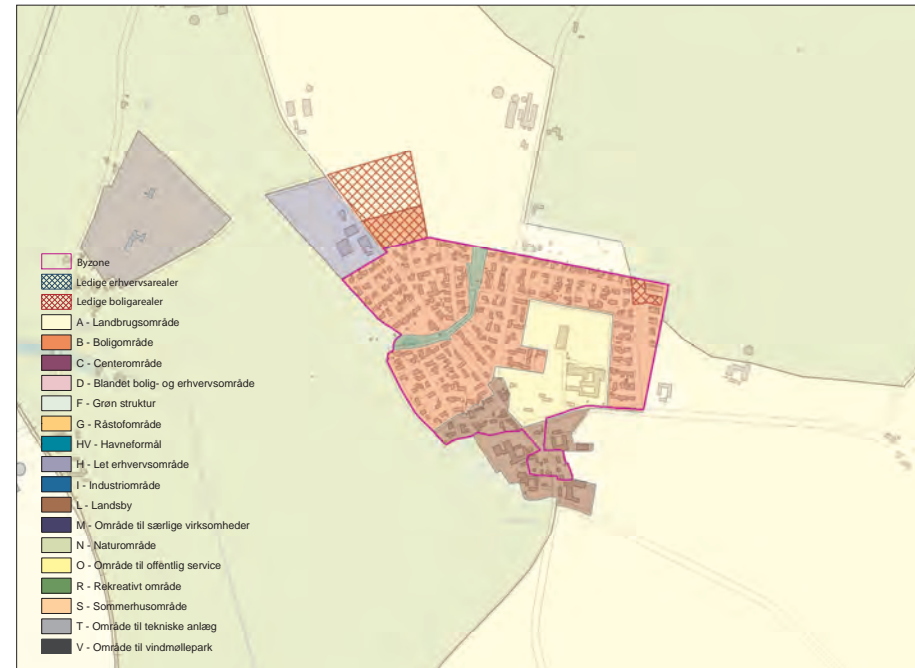 Byzone
Ledige erhvervsarealer
Ledige boligarealer
A - Landbrugsområde
B - Boligområde
C - Centerområde
D - Blandet bolig- og erhvervsområde
F - Grøn struktur
G - Råstofområde
HV - Havneformål
H - Let erhvervsområde
I - Industriområde
L - Landsby
M - Område til særlige virksomheder
N - Naturområde
O - Område til offentlig service
R - Rekreativt område
S - Sommerhusområde
T - Område til tekniske anlæg
V - Område til vindmøllepark